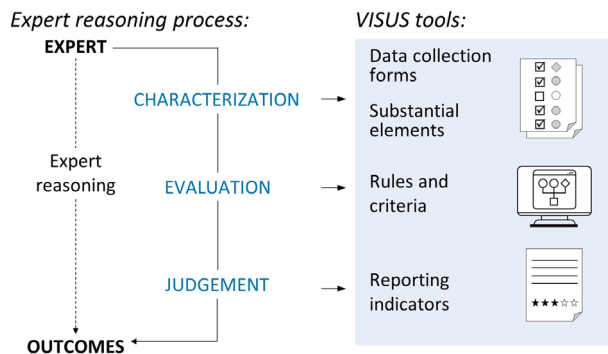 Expert reasoning process:
VISUS tools:
EXPERT
CHARACTERIZATION
Expert
reasoning
EVALUATION
JUDGEMENT
OUTCOMES
Data collection
forms
Substantial
elements
Rules and
criteria
Reporting
indicators